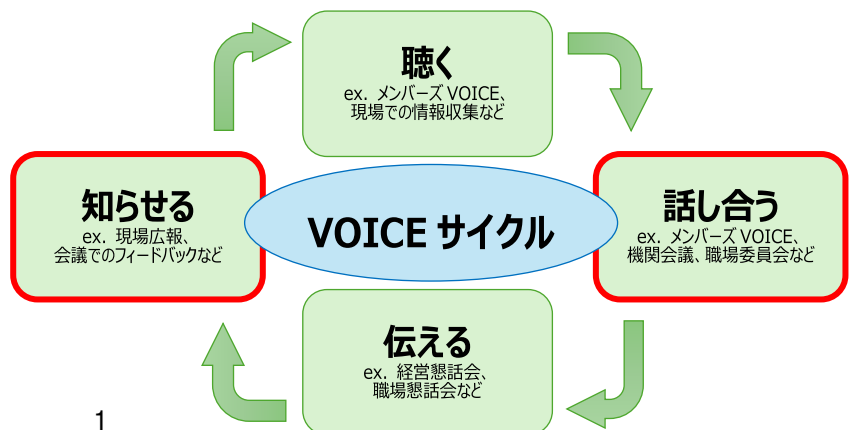 聴く
ex. メンバーズ VOICE、
現場での情報収集など
知らせる
ex. 現場広報、
会議でのフィードバックなど
VOICE サイクル
話し合う
ex. メンバーズ VOICE、
機関会議、職場委員会など
伝える
ex. 経営懇話会、
職場懇話会など
1